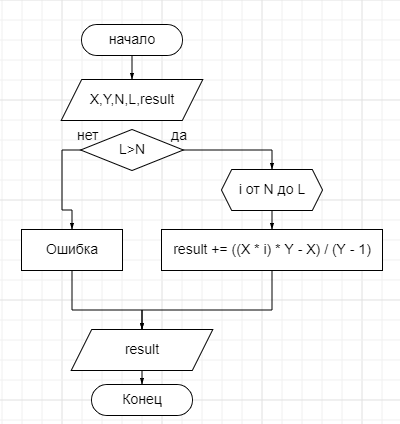 начало
X,Y,N,L,result
нет
да
L>N
i от N до L
Ошибка
result += ((X * i) * Y - X) / (Y - 1)
result
Конец